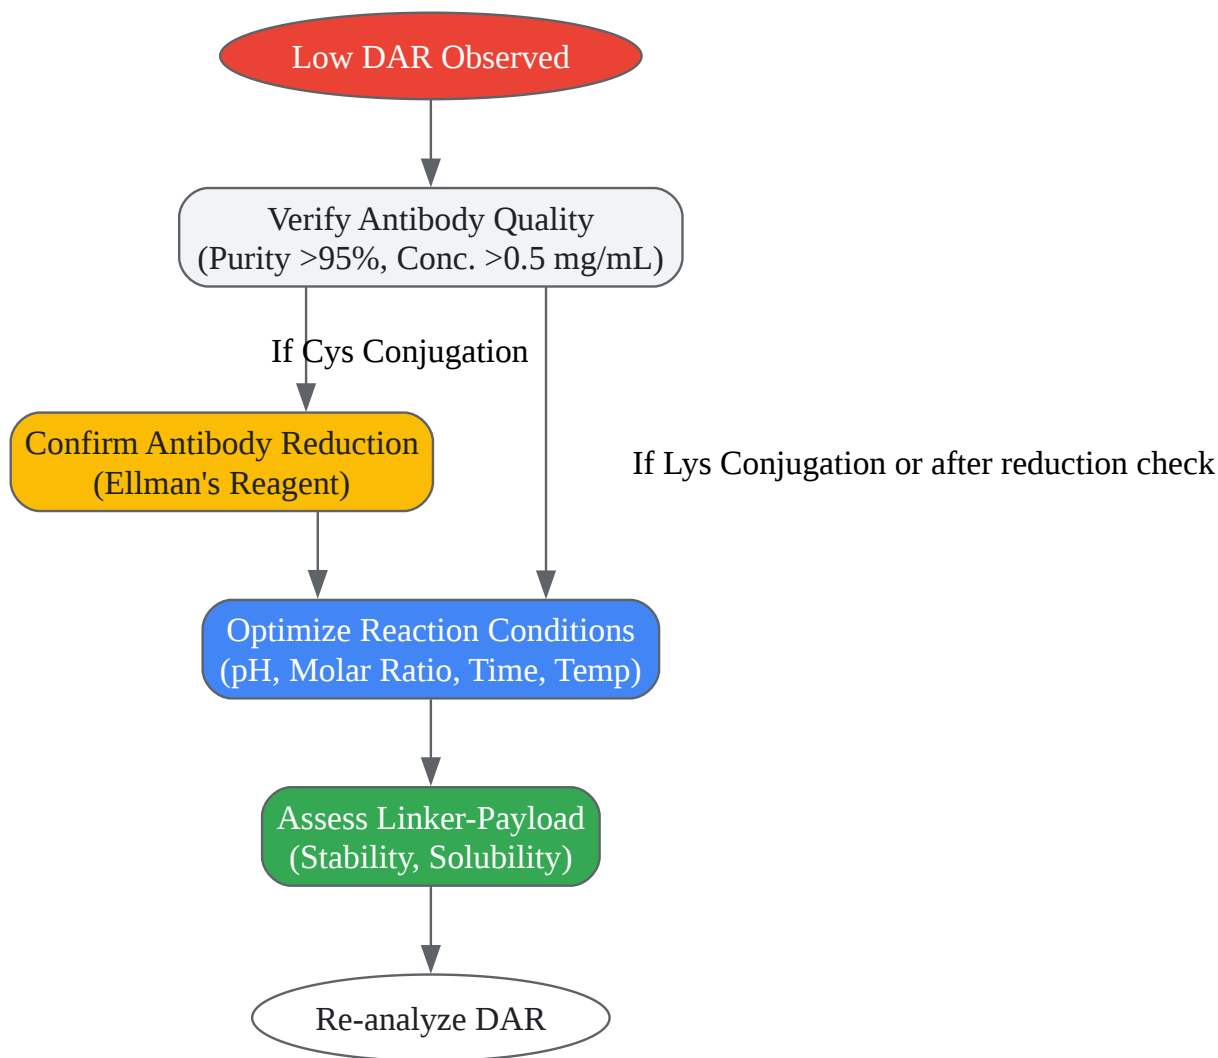 Low DAR Observed
Verify Antibody Quality
(Purity >95%, Conc. >0.5 mg/mL)
If Cys Conjugation
Confirm Antibody Reduction
(Ellman's Reagent)
If Lys Conjugation or after reduction check
Optimize Reaction Conditions
(pH, Molar Ratio, Time, Temp)
Assess Linker-Payload
(Stability, Solubility)
Re-analyze DAR